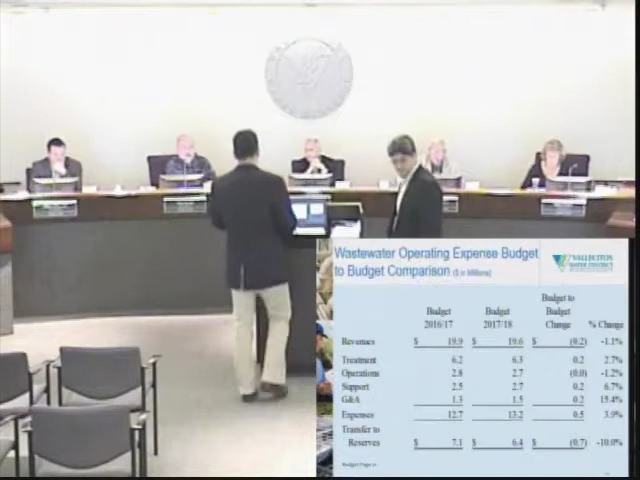 Wastewater Operating Expense Budget
to Budget Comparison ($ in Millions)
VALLECITOS
WATER DISTRICT
Budget 2016/17 Budget 2017/18 Budget to Budget Change % Change
Revenues $ 19.9 $ 19.6 $ (0.2) -1.1%
Treatment 6.2 6.3 0.2 2.7%
Operations 2.8 2.7 (0.0) -1.2%
Support 2.5 2.7 0.2 6.7%
G&A 1.3 1.5 0.2 15.4%
Expenses 12.7 13.2 0.5 3.9%
Transfer to
Reserves $ 7.1 $ 6.4 $ (0.7) -10.0%
Budget Page